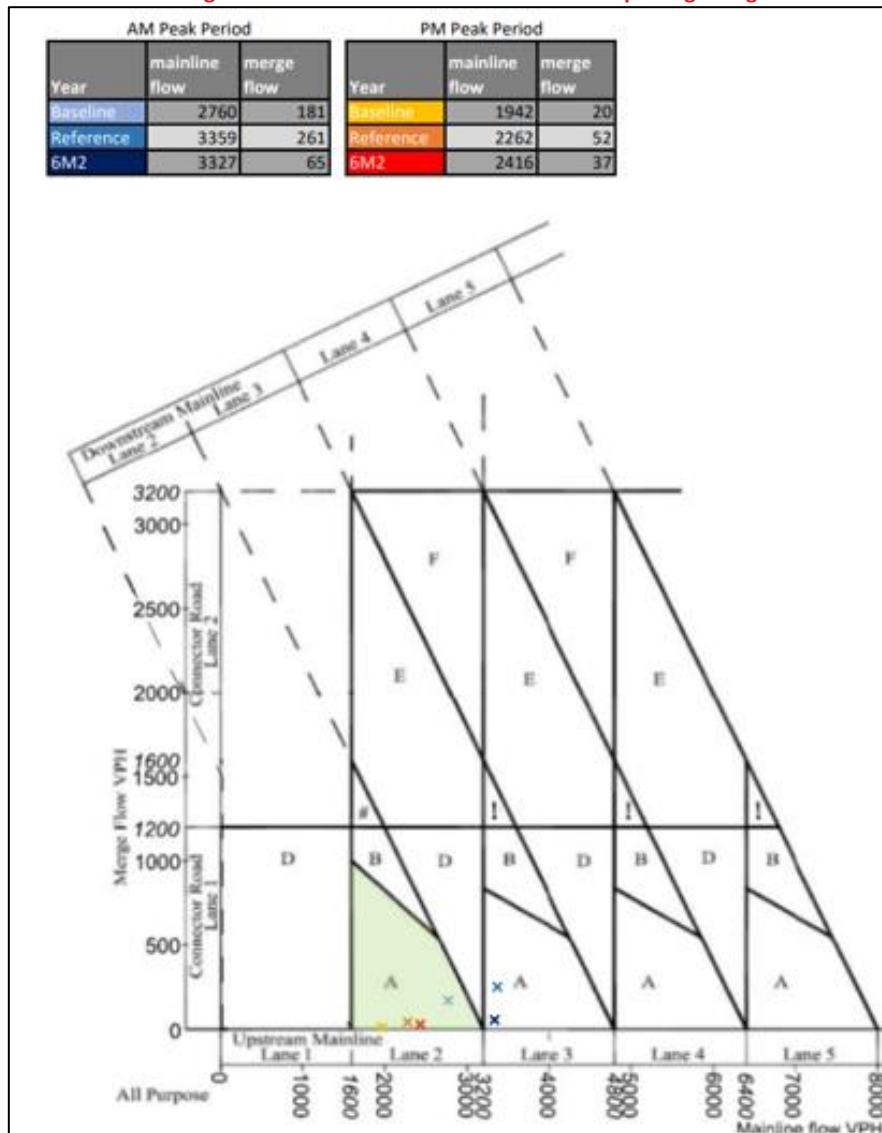 AM Peak Period PM Peak Period
Year mainline flow merge flow Year mainline flow merge flow
Baseline 2760 181 Baseline 1942 20
Reference 3359 261 Reference 2262 52
6M2 3327 65 6M2 2416 37
Lane 5
Lane 4
Downstream Mainline
Lane 2 Lane 3
3200
3000
2500
2000
1600
1500
1200
1000
500
0
Merge Flow VPH
Connector Road
Lane 2
Connector Road
Lane 1
F F
E E E
#
D B D B D B D B
A A A A
Upstream Mainline
Lane 1 Lane 2 Lane 3 Lane 4 Lane 5
All Purpose
0 1000 1600 2000 3000 3200 4000 4800 5000 6000 6400 7000 8000
Mainline flow VPH